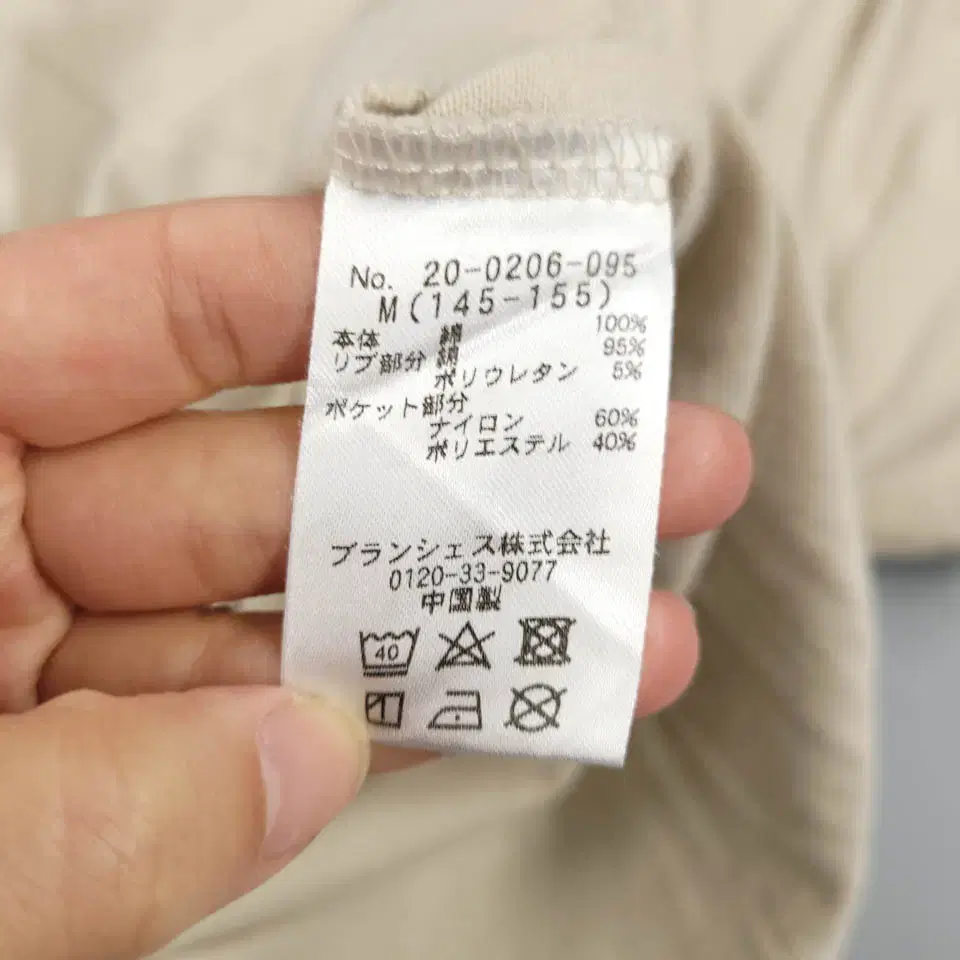 No. 20-0206-095
M(145-155)
本体 綿 100%
リブ部分 綿 95%
ポリウレタン 5%
ポケット部分
ナイロン 60%
ポリエステル 40%
ブランシェス株式会社
0120-33-9077
中国製
40